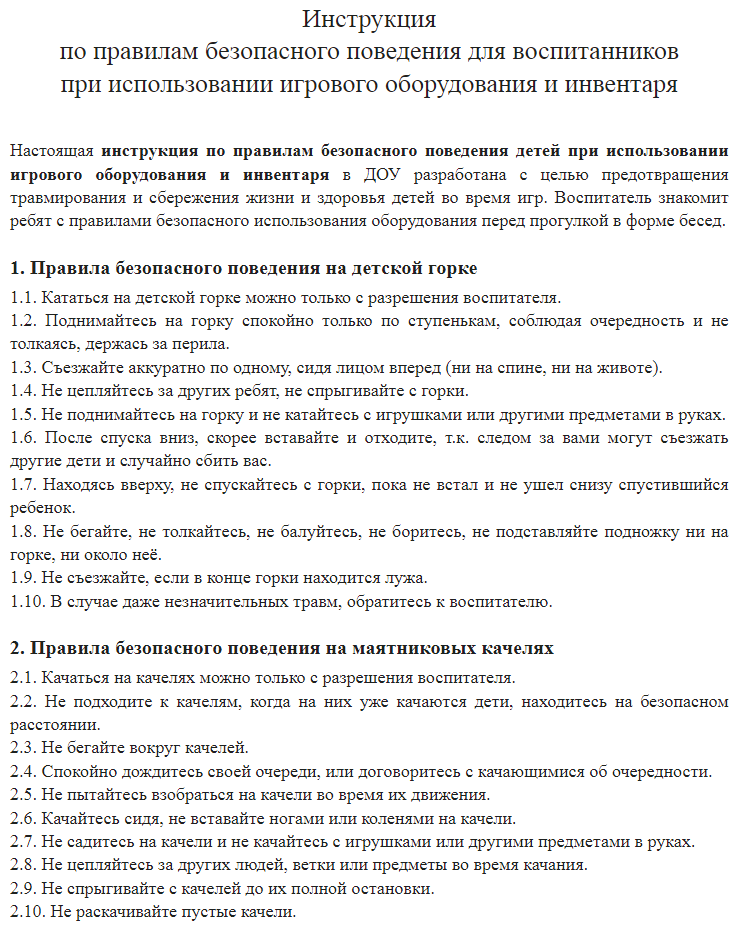 Инструкция
по правилам безопасного поведения для воспитанников
при использовании игрового оборудования и инвентаря
Настоящая инструкция по правилам безопасного поведения детей при использовании
игрового оборудования и инвентаря в ДОУ разработана с целью предотвращения
травмирования и сбережения жизни и здоровья детей во время игр. Воспитатель знакомит
ребят с правилами безопасного использования оборудования перед прогулкой в форме бесед.
1. Правила безопасного поведения на детской горке
1.1. Кататься на детской горке можно только с разрешения воспитателя.
1.2. Поднимайтесь на горку спокойно только по ступенькам, соблюдая очередность и не
толкаясь, держась за перила.
1.3. Съезжайте аккуратно по одному, сидя лицом вперед (ни на спине, ни на животе).
1.4. Не цепляйтесь за других ребят, не спрыгивайте с горки.
1.5. Не поднимайтесь на горку и не катайтесь с игрушками или другими предметами в руках.
1.6. После спуска вниз, скорее вставайте и отходите, т.к. следом за вами могут съезжать
другие дети и случайно сбить вас.
1.7. Находясь вверху, не спускайтесь с горки, пока не встал и не ушел снизу спустившийся
ребенок.
1.8. Не бегайте, не толкайтесь, не балуйтесь, не боритесь, не подставляйте подножку ни на
горке, ни около неё.
1.9. Не съезжайте, если в конце горки находится лужа.
1.10. В случае даже незначительных травм, обратитесь к воспитателю.
2. Правила безопасного поведения на маятниковых качелях
2.1. Качаться на качелях можно только с разрешения воспитателя.
2.2. Не подходите к качелям, когда на них уже качаются дети, находитесь на безопасном
расстоянии.
2.3. Не бегайте вокруг качелей.
2.4. Спокойно дождитесь своей очереди, или договоритесь с качающимися об очередности.
2.5. Не пытайтесь взобраться на качели во время их движения.
2.6. Качайтесь сидя, не вставайте ногами или коленями на качели.
2.7. Не садитесь на качели и не качайтесь с игрушками или другими предметами в руках.
2.8. Не цепляйтесь за других людей, ветки или предметы во время качания.
2.9. Не спрыгивайте с качелей до их полной остановки.
2.10. Не раскачивайте пустые качели.